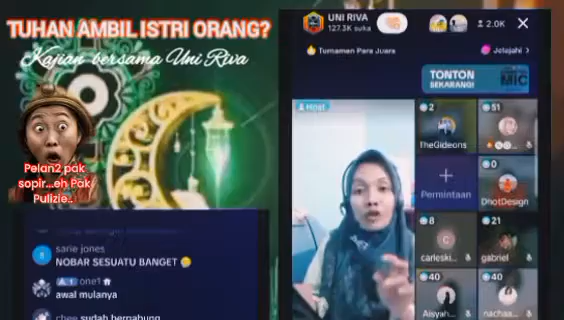 TUHAN AMBIL ISTRI ORANG?
Kajian bersama Uni Riva
Pelan2 pak
sopir...eh Pak
Pulizie..
sarie jones
NOBAR SESUATU BANGET
one1
awal mulanya
chee sudah bergabung
UNI RIVA
127.3K suka
2.0K
Turnamen Para Juara
Jelajahi >
TONTON
SEKARANG!
MIC
Host
2
TheGideons
51
+
Permintaan
0
DhotDesign
8
carleski...
21
gabriel
40
Aisyah...
40
nachaa...